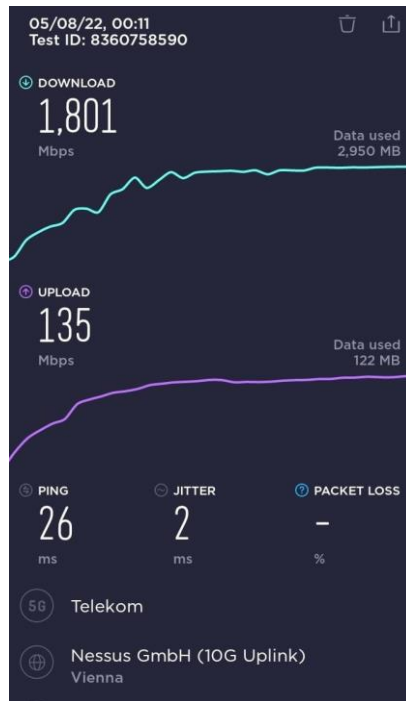 05/08/22, 00:11
Test ID: 8360758590
DOWNLOAD
1,801
Mbps
Data used
2,950 MB
UPLOAD
135
Mbps
Data used
122 MB
PING
JITTER
? PACKET LOSS
26
2
-
ms
ms
%
5G Telekom
Nessus GmbH (10G Uplink)
Vienna